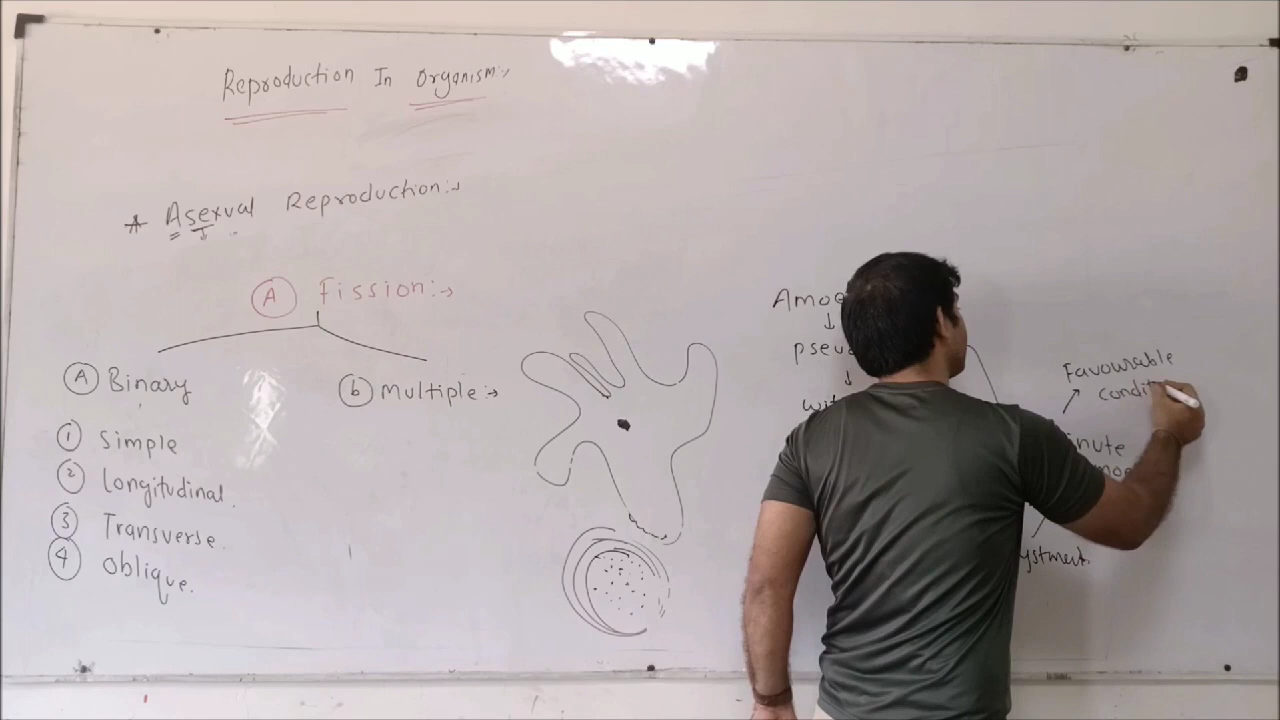 Reproduction In Organism:-
* Asexual Reproduction:-
A Fission:-
A Binary
b Multiple:-
1 Simple
2 Longitudinal.
3 Transverse.
4 Oblique.
Favourable